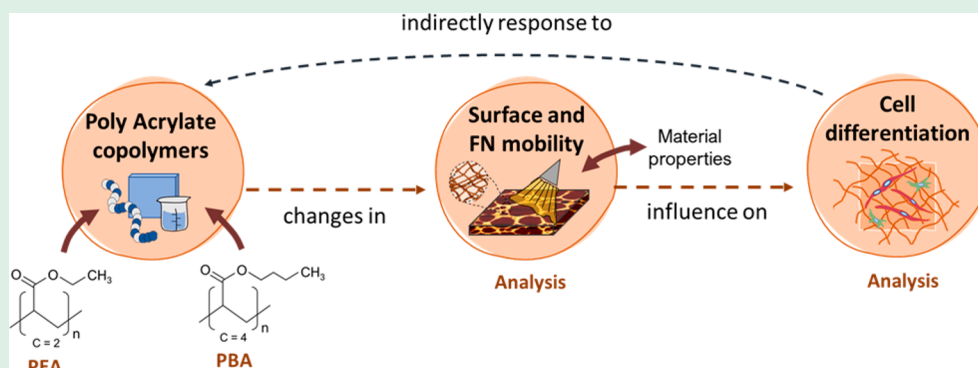 indirectly response to
Poly Acrylate
copolymers
changes in
Surface and
FN mobility
Material
properties
influence on
Cell
differentiation
Analysis
Analysis
O
O
CH3
n
C = 2
PEA
O
O
CH3
n
C = 4
PBA